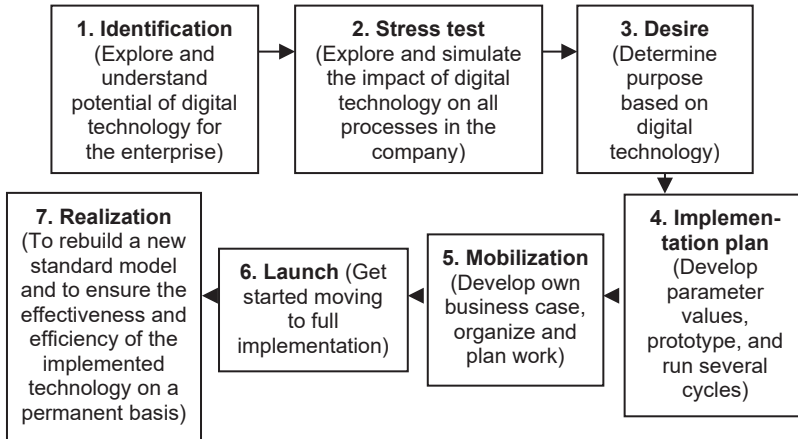 1. Identification
(Explore and
understand
potential of digital
technology for
the enterprise)
2. Stress test
(Explore and simulate
the impact of digital
technology on all
processes in the
company)
3. Desire
(Determine
purpose
based on
digital
technology)
4. Implemen-
tation plan
(Develop
parameter
values,
prototype, and
run several
cycles)
5. Mobilization
(Develop own
business case,
organize and
plan work)
6. Launch (Get
started moving
to full
implementation)
7. Realization
(To rebuild a new
standard model
and to ensure the
effectiveness and
efficiency of the
implemented
technology on a
permanent basis)